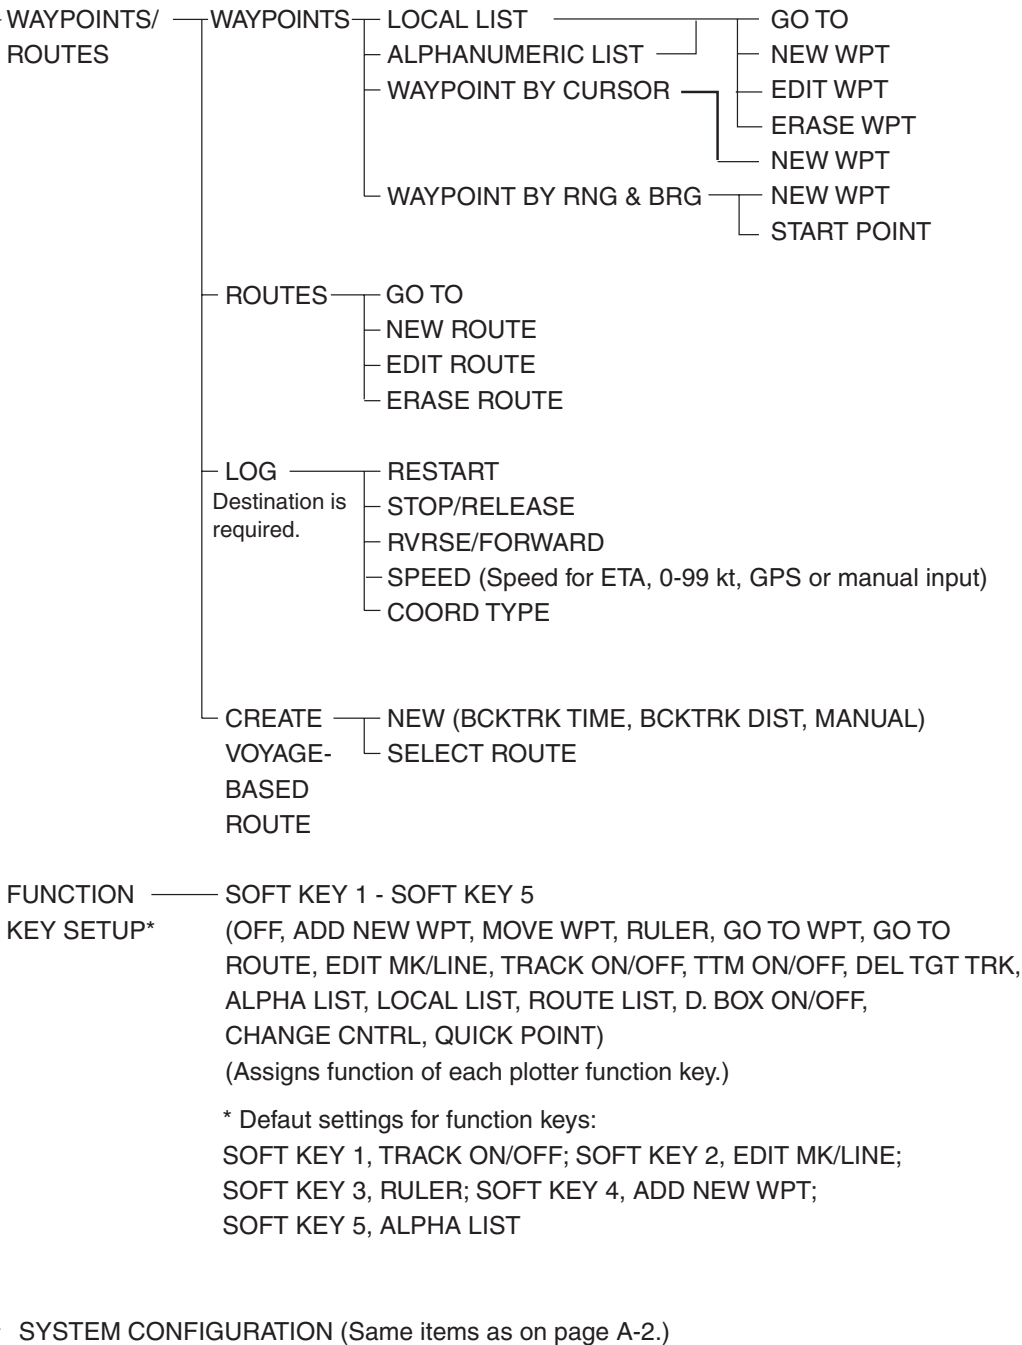 WAYPOINTS/ WAYPOINTS LOCAL LIST GO TO
ROUTES ALPHANUMERIC LIST NEW WPT
WAYPOINT BY CURSOR EDIT WPT
ERASE WPT
NEW WPT
WAYPOINT BY RNG & BRG NEW WPT
START POINT
ROUTES GO TO
NEW ROUTE
EDIT ROUTE
ERASE ROUTE
LOG RESTART
Destination is STOP/RELEASE
required. RVRSE/FORWARD
SPEED (Speed for ETA, 0-99 kt, GPS or manual input)
COORD TYPE
CREATE NEW (BCKTRK TIME, BCKTRK DIST, MANUAL)
VOYAGE- SELECT ROUTE
BASED
ROUTE
FUNCTION SOFT KEY 1 - SOFT KEY 5
KEY SETUP* (OFF, ADD NEW WPT, MOVE WPT, RULER, GO TO WPT, GO TO
ROUTE, EDIT MK/LINE, TRACK ON/OFF, TTM ON/OFF, DEL TGT TRK,
ALPHA LIST, LOCAL LIST, ROUTE LIST, D. BOX ON/OFF,
CHANGE CNTRL, QUICK POINT)
(Assigns function of each plotter function key.)
* Defaut settings for function keys:
SOFT KEY 1, TRACK ON/OFF; SOFT KEY 2, EDIT MK/LINE;
SOFT KEY 3, RULER; SOFT KEY 4, ADD NEW WPT;
SOFT KEY 5, ALPHA LIST
SYSTEM CONFIGURATION (Same items as on page A-2.)